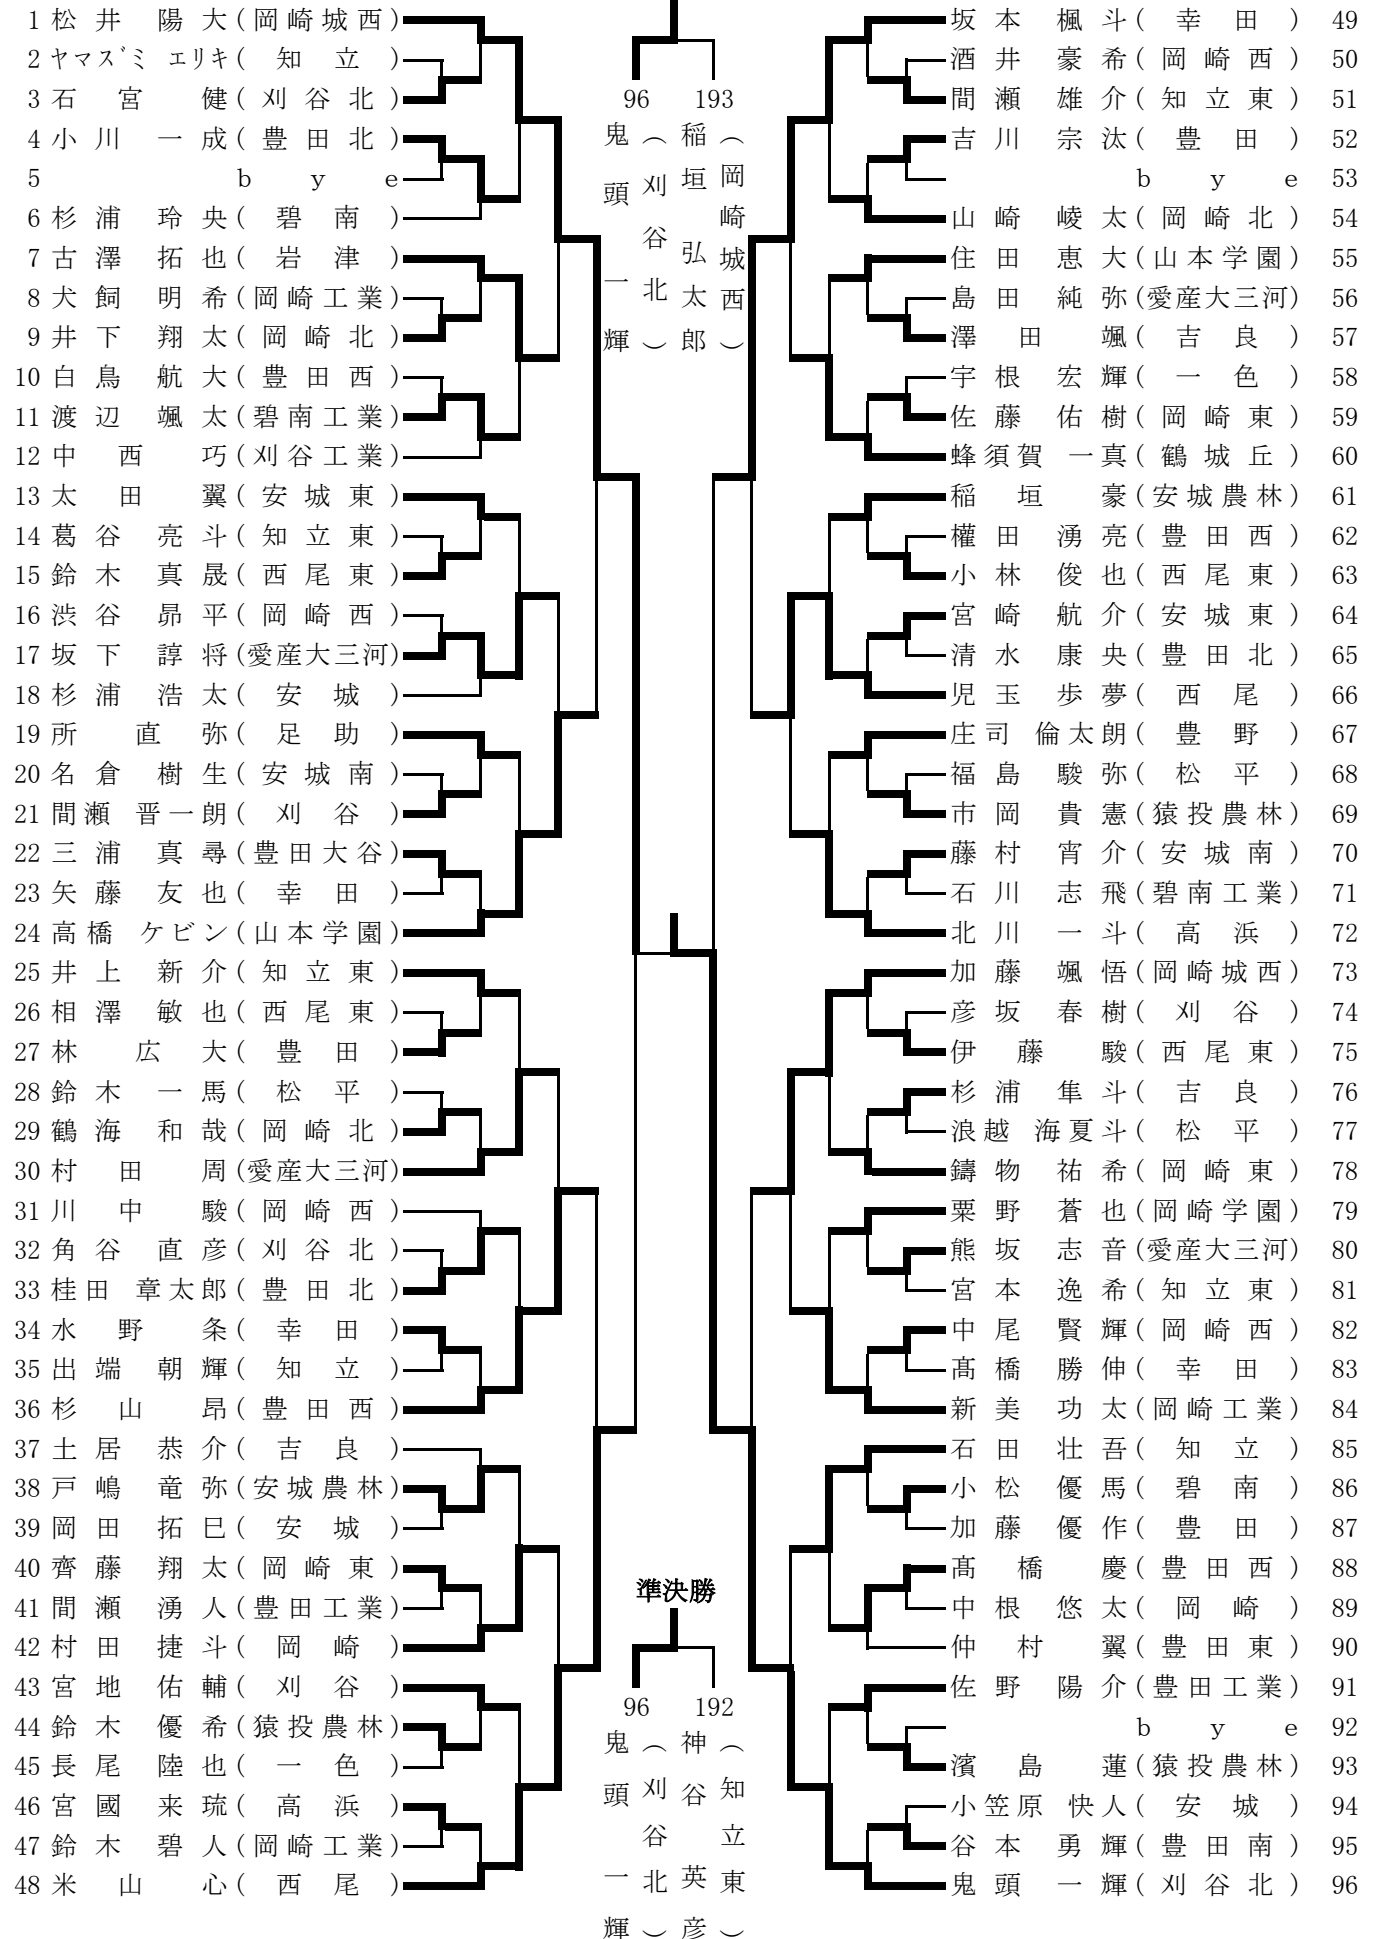 1 松井 陽大(岡崎城西)
2 ヤマズミ エリキ(知立)
3 石宮 健(刈谷北)
4 小川 一成(豊田北)
5 bye
6 杉浦 玲央(碧南)
7 古澤 拓也(岩津)
8 犬飼 明希(岡崎工業)
9 井下 翔太(岡崎北)
10 白鳥 航大(豊田西)
11 渡辺 颯太(碧南工業)
12 中西 巧(刈谷工業)
13 太田 翼(安城東)
14 葛谷 亮斗(知立東)
15 鈴木 真晟(西尾東)
16 渋谷 昴平(岡崎西)
17 坂下 諄将(愛産大三河)
18 杉浦 浩太(安城)
19 所 直弥(足助)
20 名倉 樹生(安城南)
21 間瀬 晋一朗(刈谷)
22 三浦 真尋(豊田大谷)
23 矢藤 友也(幸田)
24 高橋 ケビン(山本学園)
25 井上 新介(知立東)
26 相澤 敏也(西尾東)
27 林 広大(豊田)
28 鈴木 一馬(松平)
29 鶴海 和哉(岡崎北)
30 村田 周(愛産大三河)
31 川中 駿(岡崎西)
32 角谷 直彦(刈谷北)
33 桂田 章太郎(豊田北)
34 水野 条(幸田)
35 出端 朝輝(知立)
36 杉山 昂(豊田西)
37 土居 恭介(吉良)
38 戸嶋 竜弥(安城農林)
39 岡田 拓巳(安城)
40 齊藤 翔太(岡崎東)
41 間瀬 湧人(豊田工業)
42 村田 捷斗(岡崎)
43 宮地 佑輔(刈谷)
44 鈴木 優希(猿投農林)
45 長尾 陸也(一色)
46 宮國 来琉(高浜)
47 鈴木 碧人(岡崎工業)
48 米山 心(西尾)
96 193
鬼頭 一輝(刈谷北)
稲垣 弘太郎(岡崎城西)
準決勝
96 192
鬼頭 一輝(刈谷北)
神谷 英彦(知立東)
坂本 楓斗(幸田) 49
酒井 豪希(岡崎西) 50
間瀬 雄介(知立東) 51
吉川 宗汰(豊田) 52
bye 53
山崎 崚太(岡崎北) 54
住田 恵大(山本学園) 55
島田 純弥(愛産大三河) 56
澤田 颯(吉良) 57
宇根 宏輝(一色) 58
佐藤 佑樹(岡崎東) 59
蜂須賀 一真(鶴城丘) 60
稲垣 豪(安城農林) 61
權田 湧亮(豊田西) 62
小林 俊也(西尾東) 63
宮崎 航介(安城東) 64
清水 康央(豊田北) 65
児玉 歩夢(西尾) 66
庄司 倫太朗(豊野) 67
福島 駿弥(松平) 68
市岡 貴憲(猿投農林) 69
藤村 宵介(安城南) 70
石川 志飛(碧南工業) 71
北川 一斗(高浜) 72
加藤 颯悟(岡崎城西) 73
彦坂 春樹(刈谷) 74
伊藤 駿(西尾東) 75
杉浦 隼斗(吉良) 76
浪越 海夏斗(松平) 77
鑄物 祐希(岡崎東) 78
粟野 蒼也(岡崎学園) 79
熊坂 志音(愛産大三河) 80
宮本 逸希(知立東) 81
中尾 賢輝(岡崎西) 82
髙橋 勝伸(幸田) 83
新美 功太(岡崎工業) 84
石田 壮吾(知立) 85
小松 優馬(碧南) 86
加藤 優作(豊田) 87
髙橋 慶(豊田西) 88
中根 悠太(岡崎) 89
仲村 翼(豊田東) 90
佐野 陽介(豊田工業) 91
bye 92
濱島 蓮(猿投農林) 93
小笠原 快人(安城) 94
谷本 勇輝(豊田南) 95
鬼頭 一輝(刈谷北) 96